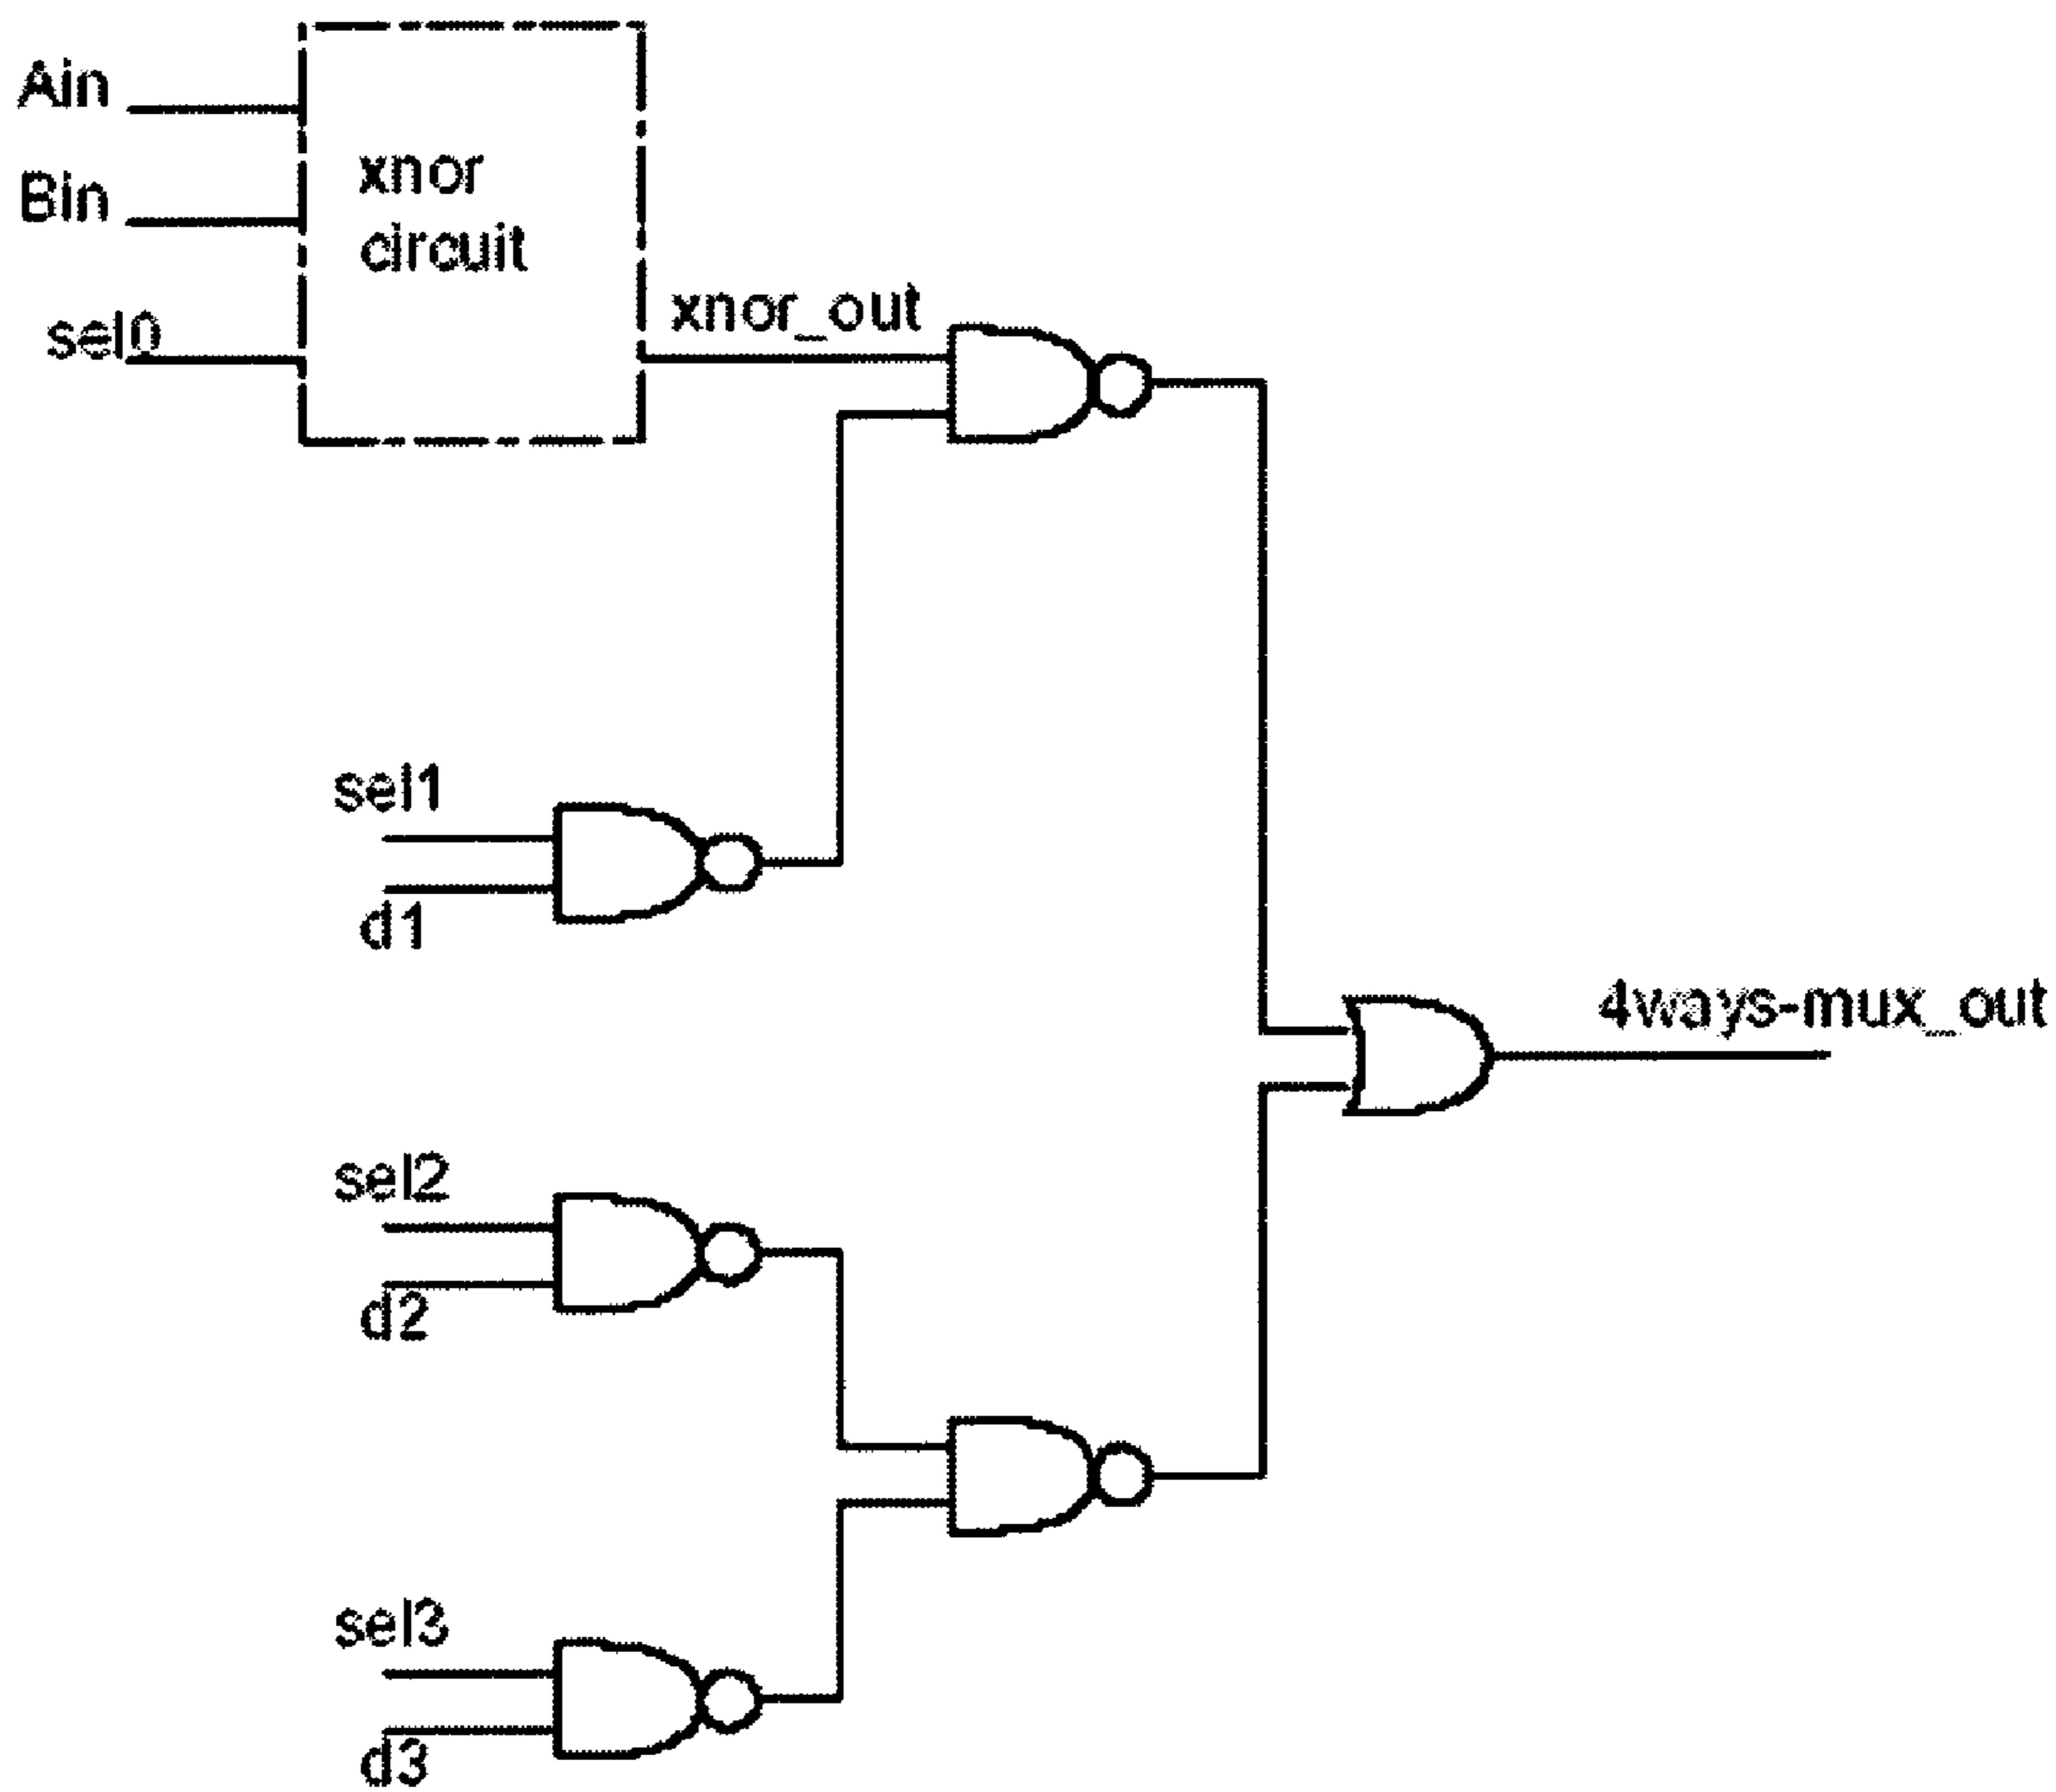 Ain
Bin
sel0
xnor
circuit
xnor_out
sel1
d1
4ways-mux_out
sel2
d2
sel3
d3